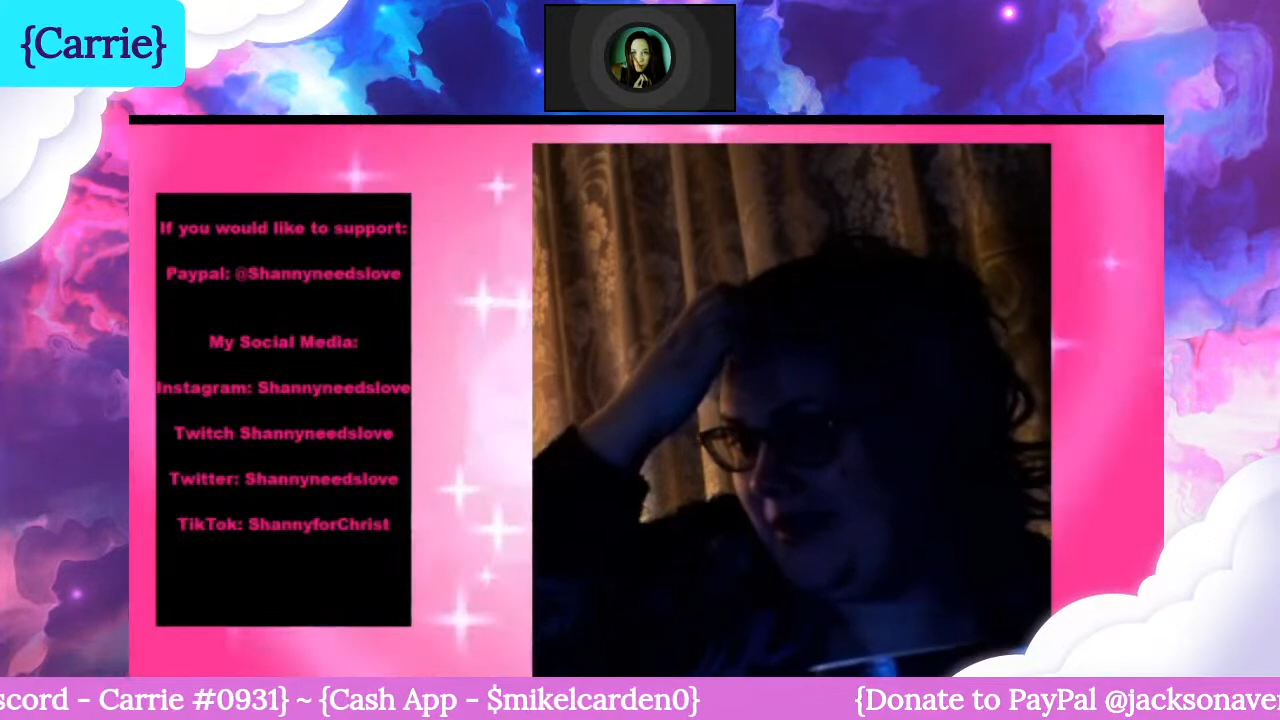 {Carrie}
If you would like to support:
Paypal: @Shannyneedslove
My Social Media:
Instagram: Shannyneedslove
Twitch Shannyneedslove
Twitter: Shannyneedslove
TikTok: ShannyforChrist
scord - Carrie #0931} ~ {Cash App - $mikelcarden0} {Donate to PayPal @jacksonaver